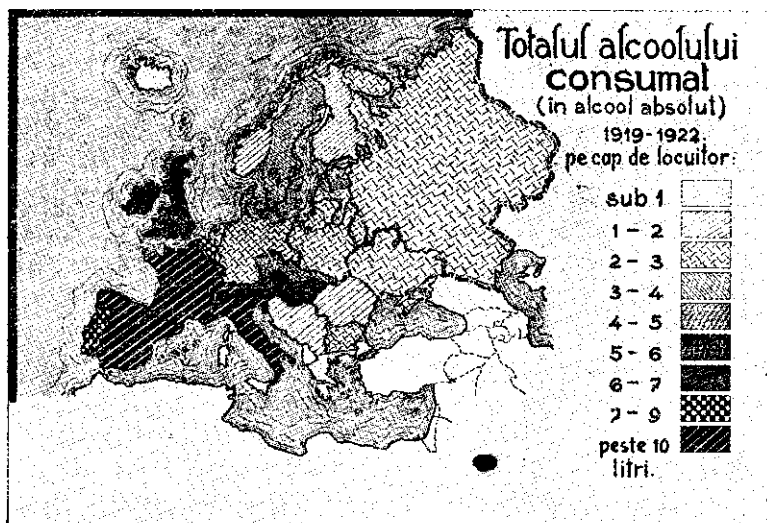 Totalul alcoolului
consumat
(in alcool absolut)
1919-1922.
pe cap de locuitor:
sub 1
1 - 2
2 - 3
3 - 4
4 - 5
5 - 6
6 - 7
7 - 9
peste 10
litri.